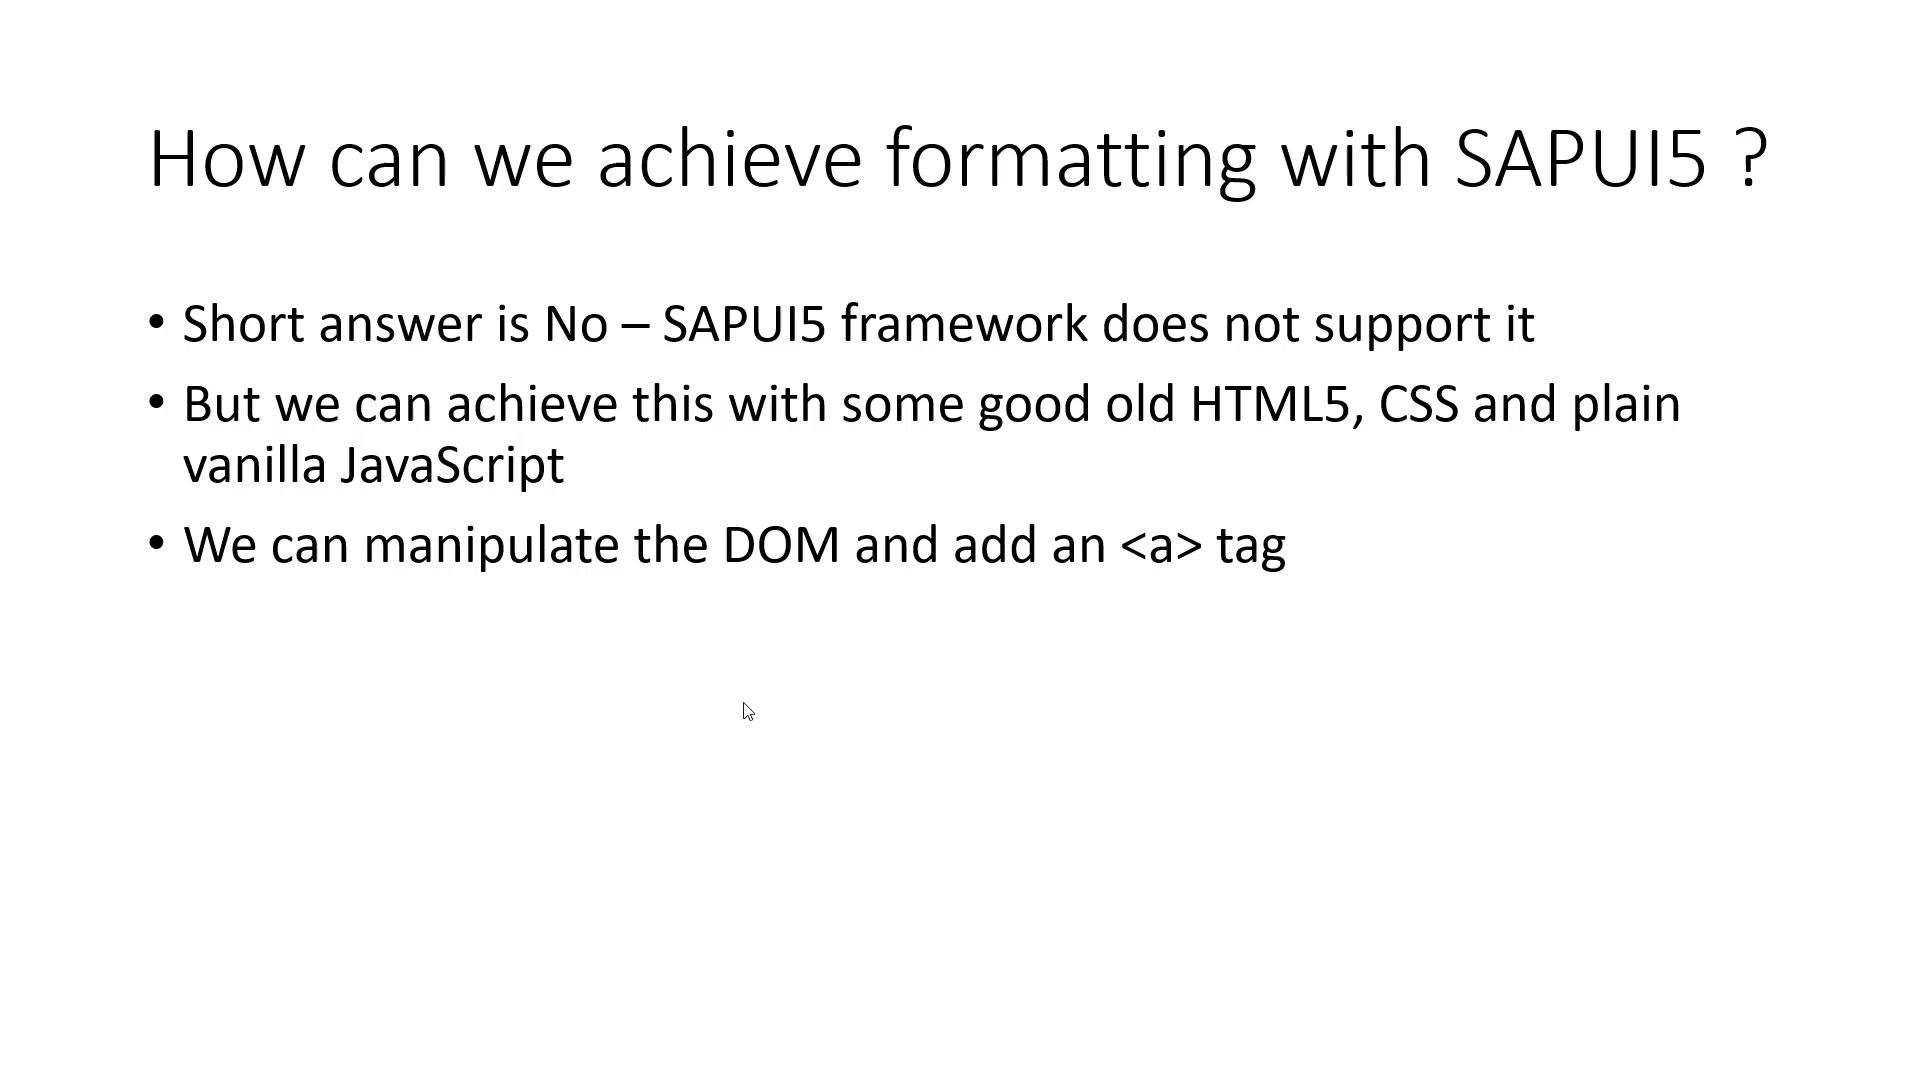 How can we achieve formatting with SAPUI5 ?
• Short answer is No – SAPUI5 framework does not support it
• But we can achieve this with some good old HTML5, CSS and plain
vanilla JavaScript
• We can manipulate the DOM and add an <a> tag